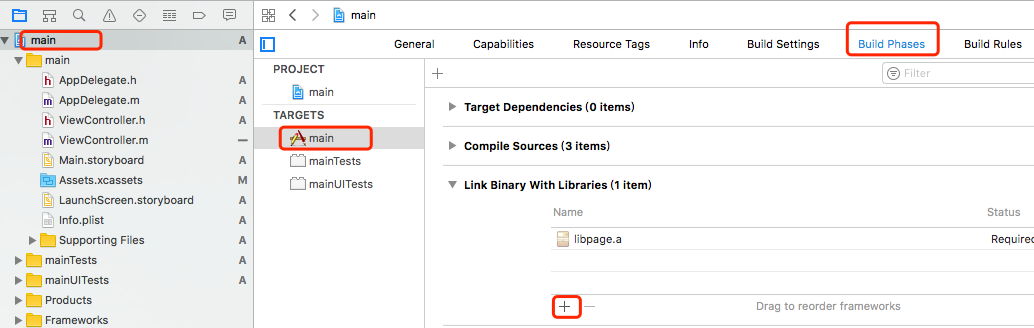 main
General Capabilities Resource Tags Info Build Settings Build Phases Build Rules
Filter
main A
main
h AppDelegate.h A
m AppDelegate.m A
h ViewController.h A
m ViewController.m —
Main.storyboard A
Assets.xcassets M
LaunchScreen.storyboard A
Info.plist A
Supporting Files A
mainTests A
mainUITests A
Products
Frameworks
PROJECT
main
TARGETS
main
mainTests
mainUITests
Target Dependencies (0 items)
Compile Sources (3 items)
Link Binary With Libraries (1 item)
Name Status
libpage.a Required
Drag to reorder frameworks